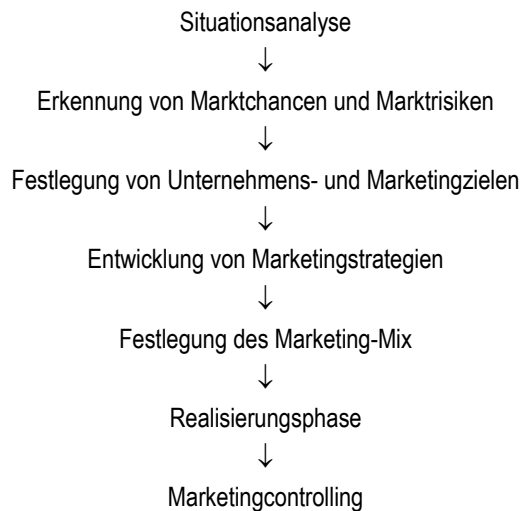 Situationsanalyse
↓
Erkennung von Marktchancen und Marktrisiken
↓
Festlegung von Unternehmens- und Marketingzielen
↓
Entwicklung von Marketingstrategien
↓
Festlegung des Marketing-Mix
↓
Realisierungsphase
↓
Marketingcontrolling